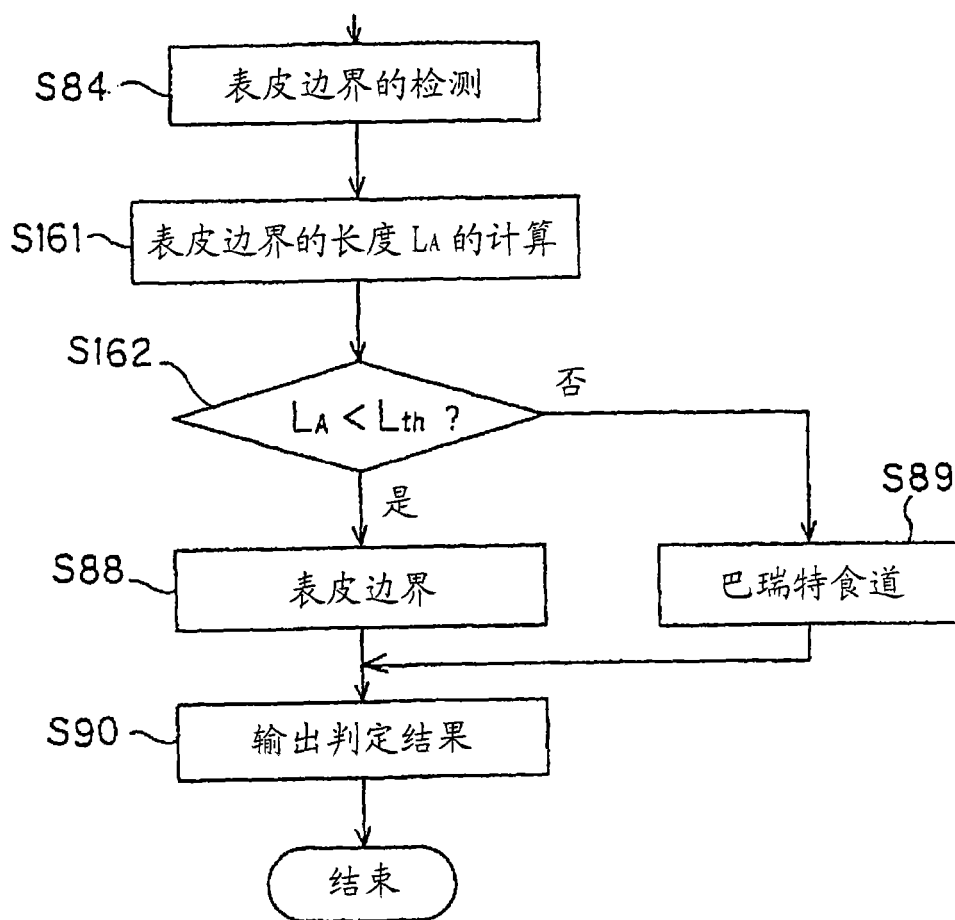 S84
表皮边界的检测
S161
表皮边界的长度 LA 的计算
S162
LA < Lth ?
否
是
S89
S88
表皮边界
巴瑞特食道
S90
输出判定结果
结束